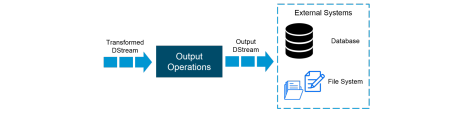 External Systems
Transformed
DStream
Output
Operations
Output
DStream
Database
File System